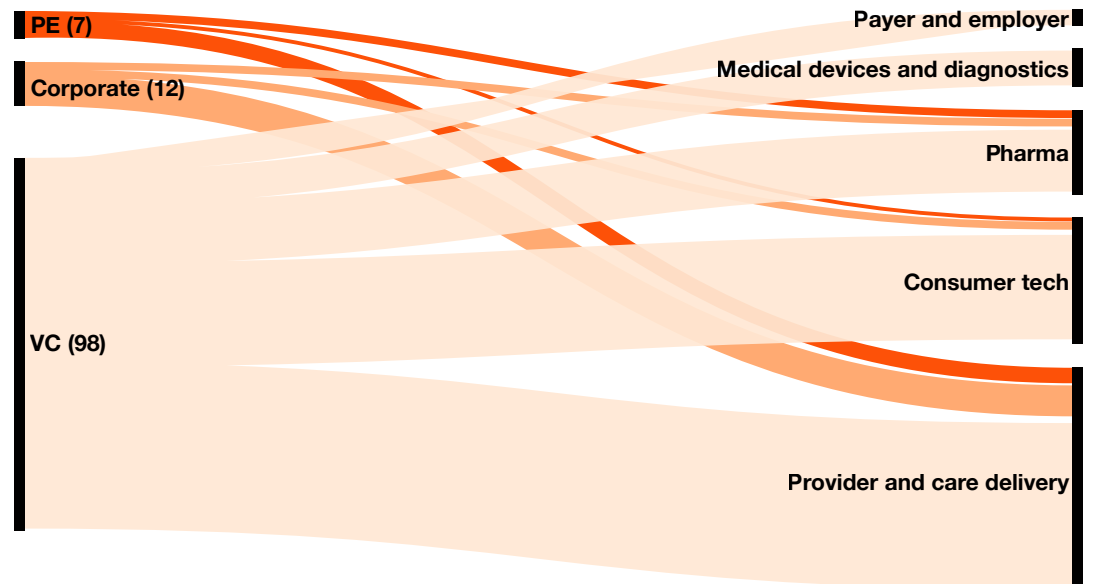 PE (7)
Corporate (12)
VC (98)
Payer and employer
Medical devices and diagnostics
Pharma
Consumer tech
Provider and care delivery